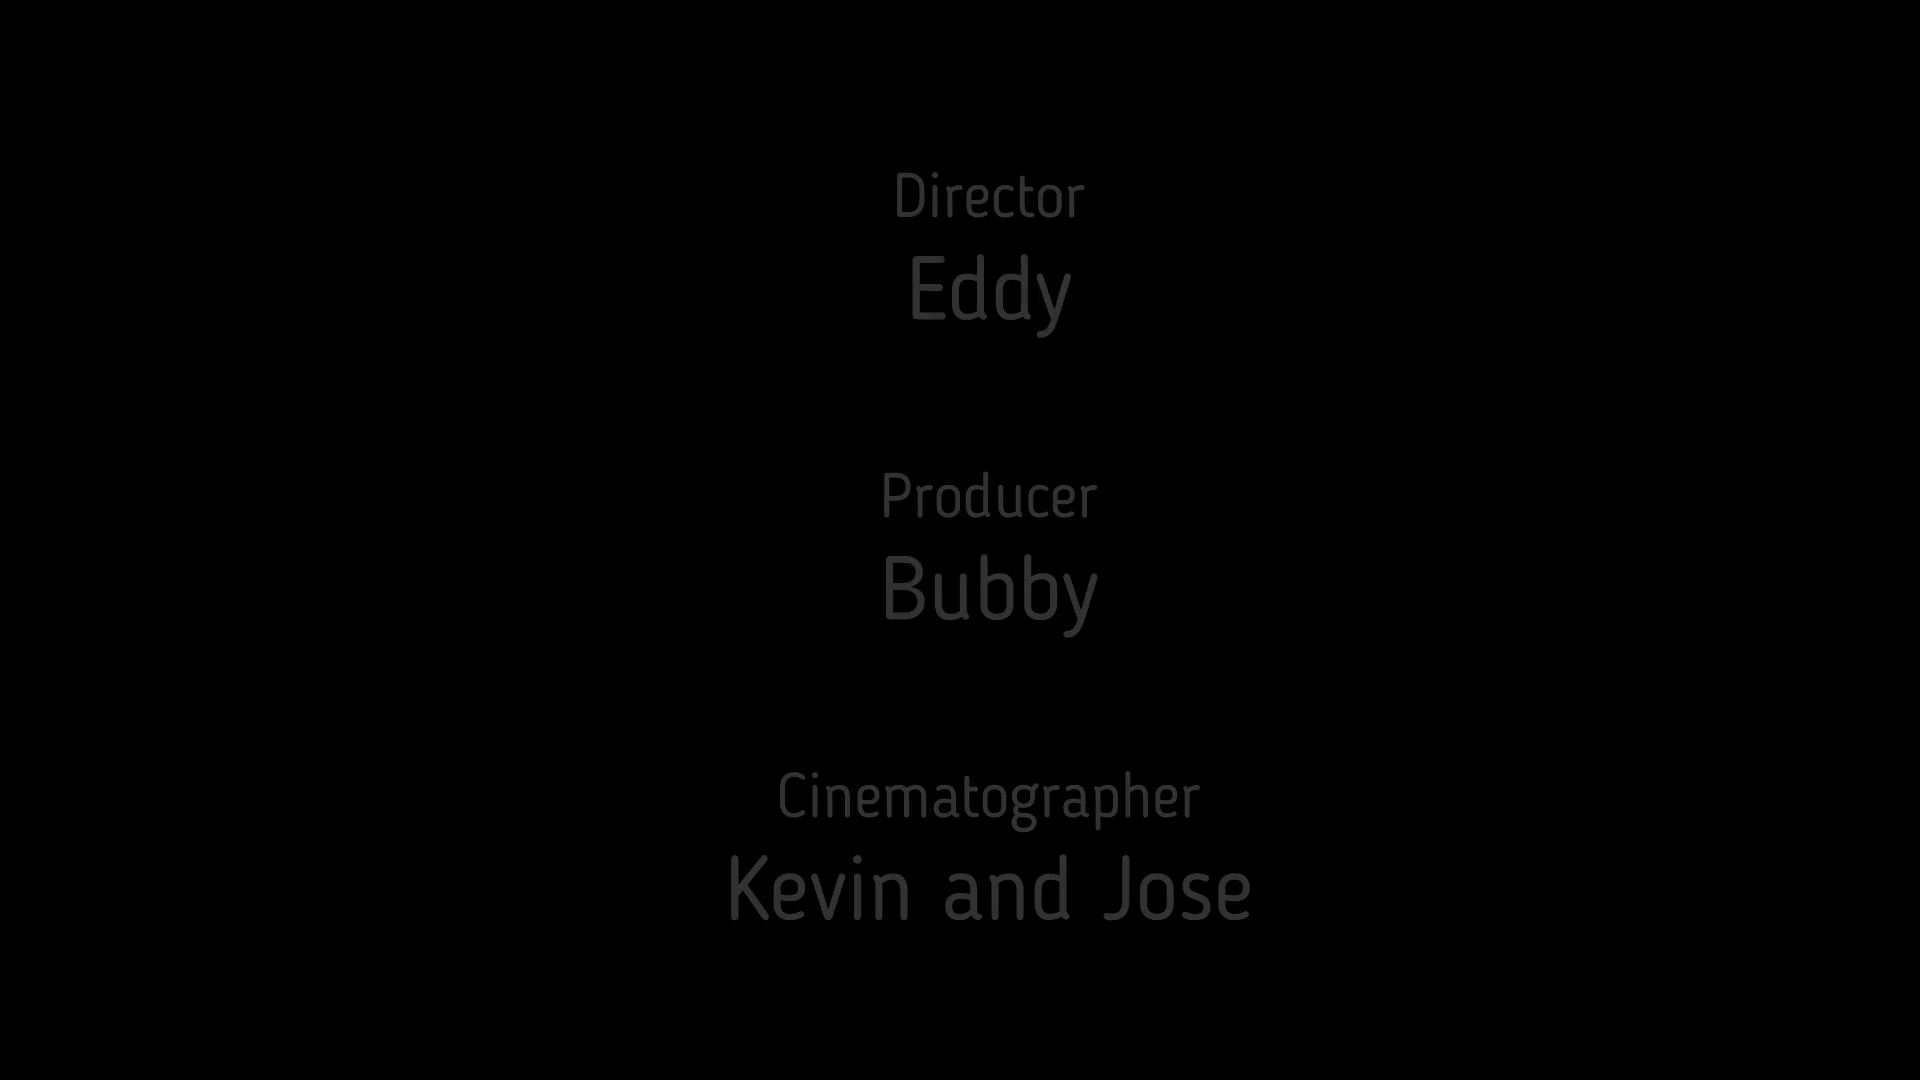 Director
Eddy
Producer
Bubby
Cinematographer
Kevin and Jose